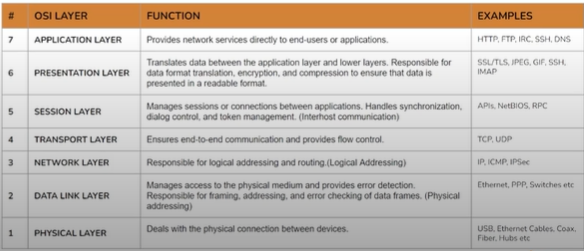 # OSI LAYER FUNCTION EXAMPLES
7 APPLICATION LAYER Provides network services directly to end-users or applications. HTTP, FTP, IRC, SSH, DNS
6 PRESENTATION LAYER Translates data between the application layer and lower layers. Responsible for
data format translation, encryption, and compression to ensure that data is
presented in a readable format.
SSL/TLS, JPEG, GIF, SSH,
IMAP
5 SESSION LAYER Manages sessions or connections between applications. Handles synchronization,
dialog control, and token management. (Interhost communication)
APIs, NetBIOS, RPC
4 TRANSPORT LAYER Ensures end-to-end communication and provides flow control. TCP, UDP
3 NETWORK LAYER Responsible for logical addressing and routing.(Logical Addressing) IP, ICMP, IPSec
2 DATA LINK LAYER Manages access to the physical medium and provides error detection.
Responsible for framing, addressing, and error checking of data frames. (Physical
addressing)
Ethernet, PPP, Switches etc
1 PHYSICAL LAYER Deals with the physical connection between devices. USB, Ethernet Cables, Coax,
Fiber, Hubs etc